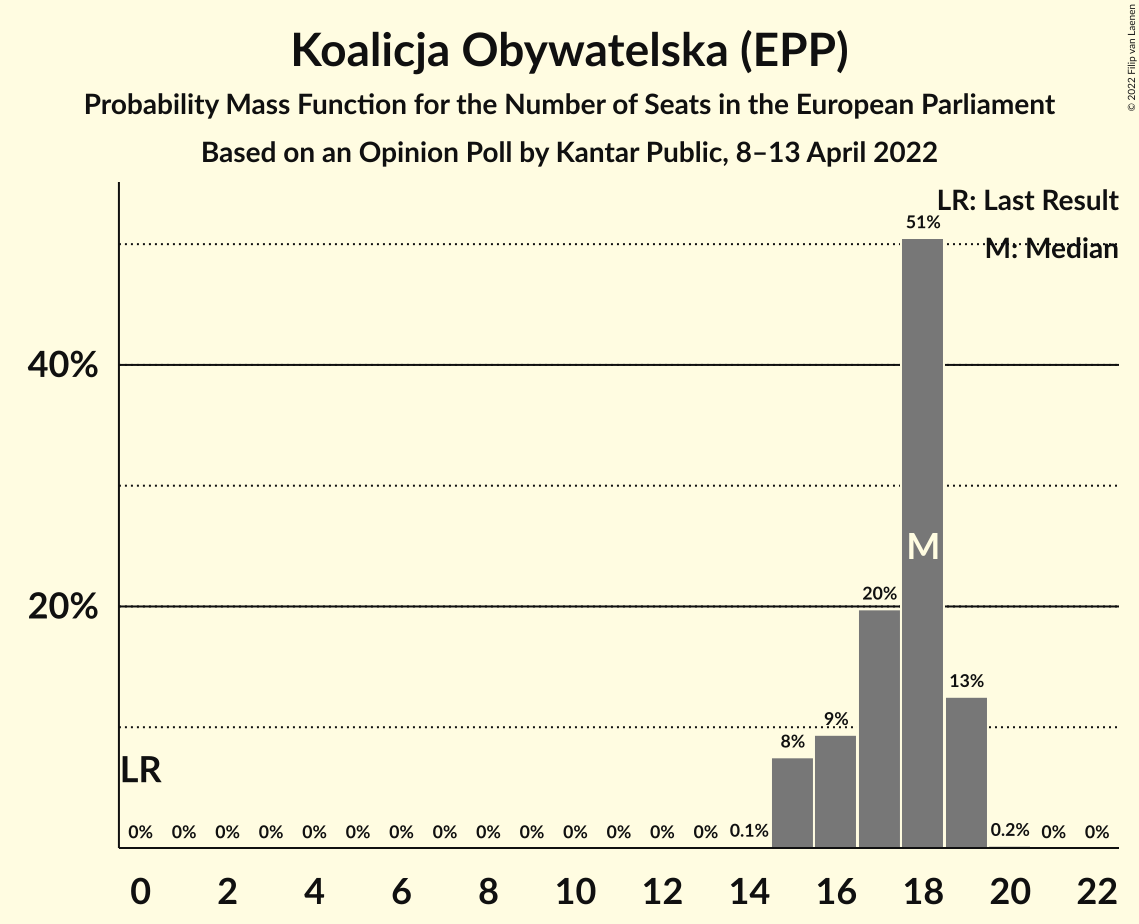 Koalicja Obywatelska (EPP)
Probability Mass Function for the Number of Seats in the European Parliament
Based on an Opinion Poll by Kantar Public, 8–13 April 2022
© 2022 Filip van Laenen
LR: Last Result
M: Median
51%
40%
M
20%
20%
13%
9%
8%
LR
0% 0% 0% 0% 0% 0% 0% 0% 0% 0% 0% 0% 0% 0% 0.1% 0.2% 0% 0%
0 2 4 6 8 10 12 14 16 18 20 22